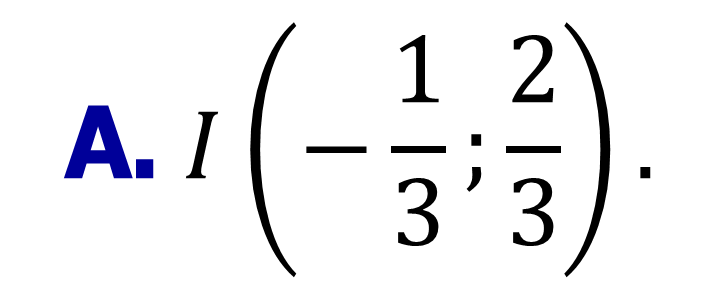 A. I (− 1/3 ; 2/3).